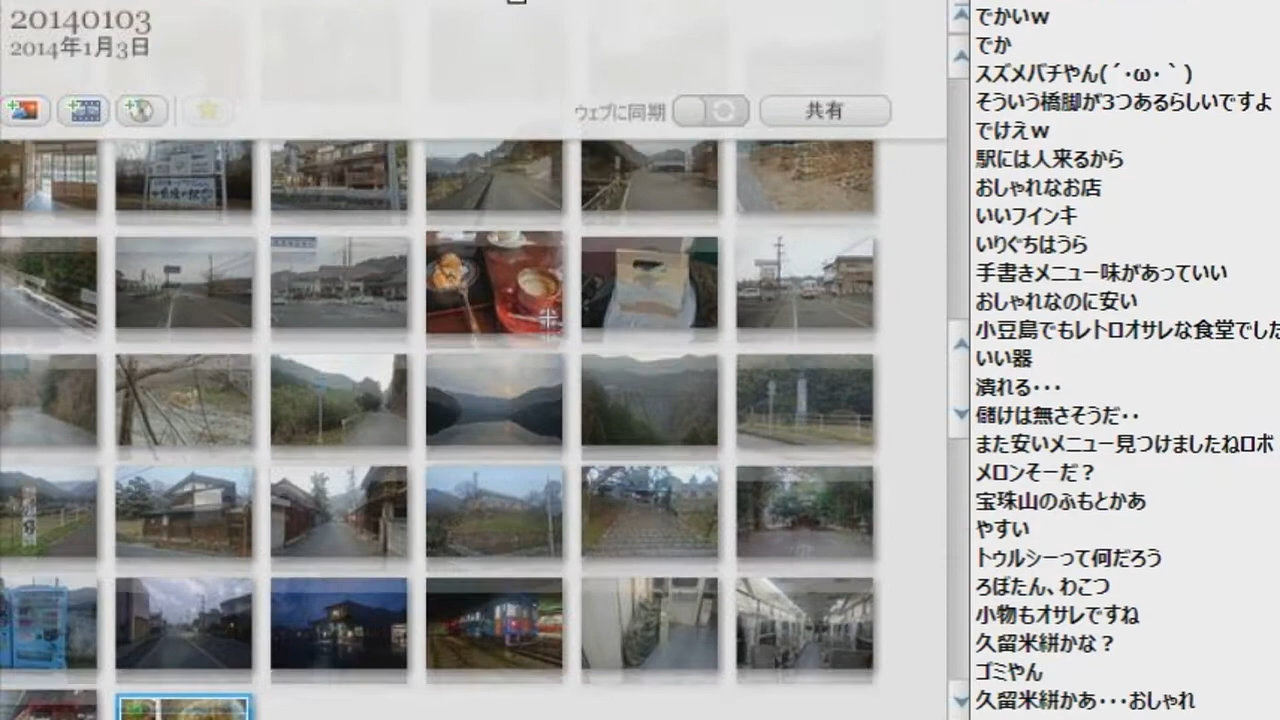 20140103
2014年1月3日
ウェブに同期
共有
でかいｗ
でか
スズメバチやん(´･ω･｀)
そういう橋脚が3つあるらしいですよ
でけえｗ
駅には人来るから
おしゃれなお店
いいフインキ
いりぐちはうら
手書きメニュー味があっていい
おしゃれなのに安い
小豆島でもレトロオサレな食堂でした
いい器
潰れる･･･
儲けは無さそうだ･･
また安いメニュー見つけましたねロボ
メロンそーだ？
宝珠山のふもとかあ
やすい
トゥルシーって何だろう
ろぼたん、わこつ
小物もオサレですね
久留米絣かな？
ゴミやん
久留米絣かあ･･･おしゃれ